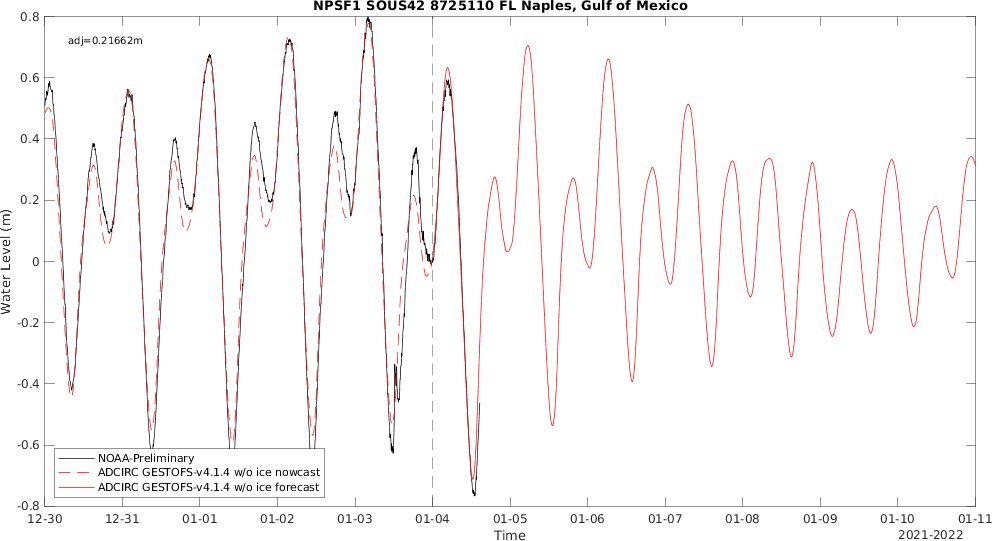 NPSF1 SOUS42 8725110 FL Naples, Gulf of Mexico
adj=0.21662m
0.8
0.6
0.4
0.2
0
-0.2
-0.4
-0.6
-0.8
Water Level (m)
NOAA-Preliminary
ADCIRC GESTOFS-v4.1.4 w/o ice nowcast
ADCIRC GESTOFS-v4.1.4 w/o ice forecast
12-30 12-31 01-01 01-02 01-03 01-04 01-05 01-06 01-07 01-08 01-09 01-10 01-11
Time
2021-2022